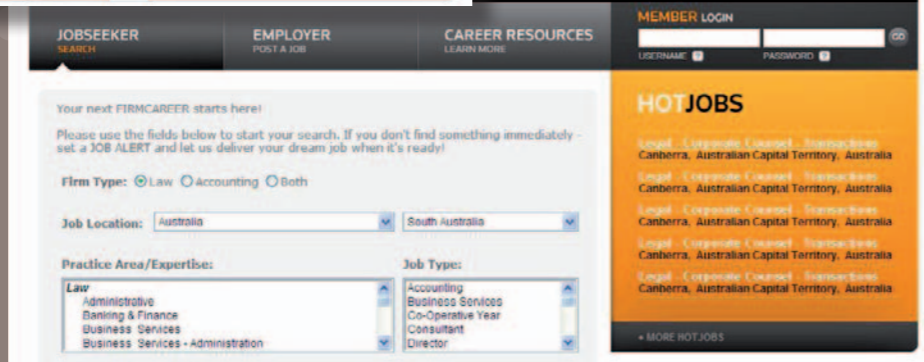 JOBSEEKER
SEARCH
EMPLOYER
POST A JOB
CAREER RESOURCES
LEARN MORE
MEMBER LOGIN
GO
USERNAME ?
PASSWORD ?
Your next FIRMCAREER starts here!
Please use the fields below to start your search. If you don't find something immediately -
set a JOB ALERT and let us deliver your dream job when it's ready!
Firm Type: Law Accounting Both
Job Location: Australia South Australia
Practice Area/Expertise:
Law
Administrative
Banking & Finance
Business Services
Business Services - Administration
Job Type:
Accounting
Business Services
Co-Operative Year
Consultant
Director
HOTJOBS
Legal - Corporate Counsel - Transactions
Canberra, Australian Capital Territory, Australia
Legal - Corporate Counsel - Transactions
Canberra, Australian Capital Territory, Australia
Legal - Corporate Counsel - Transactions
Canberra, Australian Capital Territory, Australia
Legal - Corporate Counsel - Transactions
Canberra, Australian Capital Territory, Australia
Legal - Corporate Counsel - Transactions
Canberra, Australian Capital Territory, Australia
+ MORE HOTJOBS